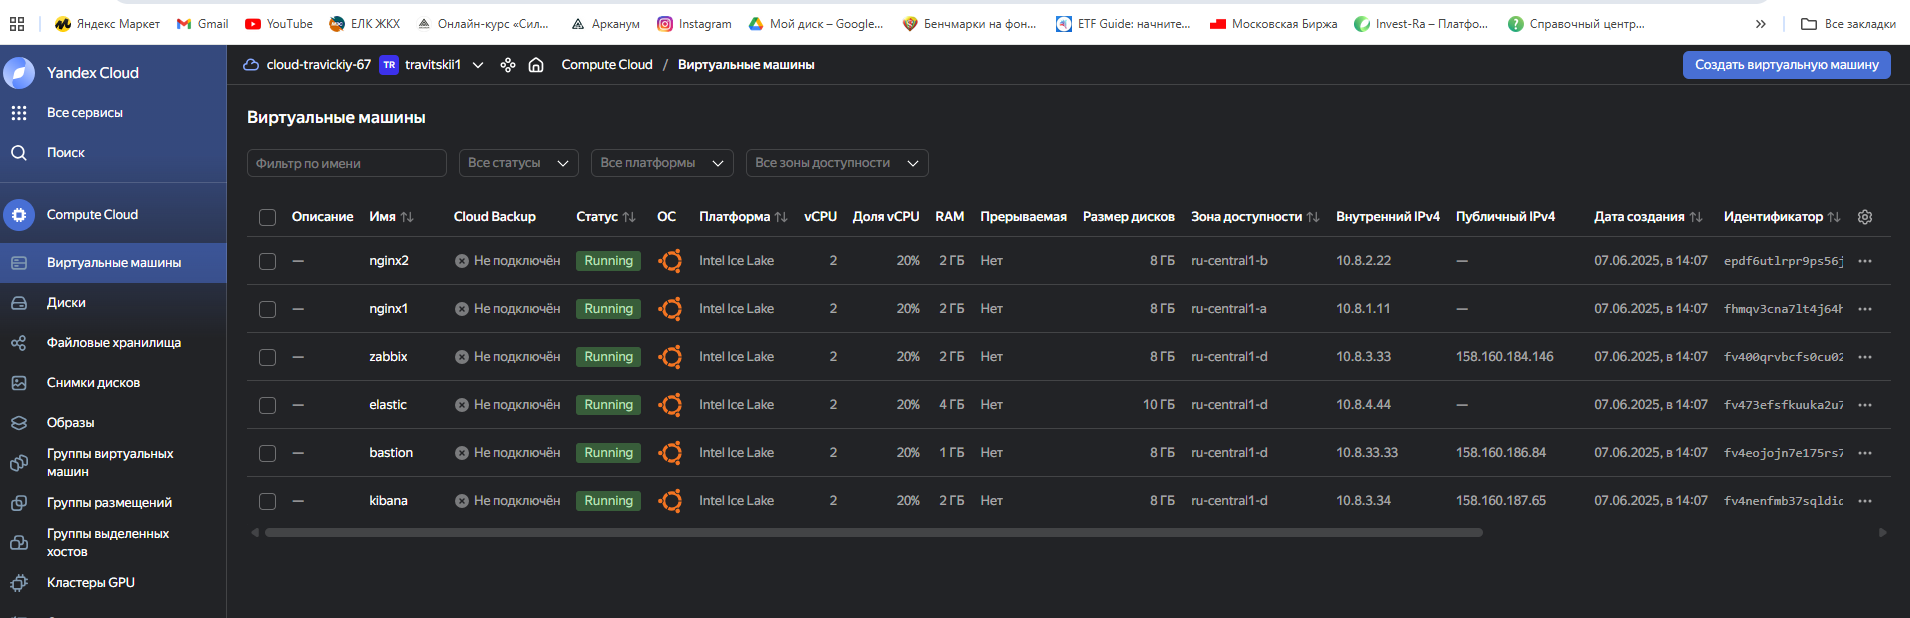 Яндекс Маркет Gmail YouTube ЕЛК ЖКХ Онлайн-курс «Сил... Арканум Instagram Мой диск – Google... Бенчмарки на фон... ETF Guide: начните... Московская Биржа Invest-Ra – Платфо... Справочный центр... » Все закладки
Yandex Cloud
Все сервисы
Поиск
Compute Cloud
Виртуальные машины
Диски
Файловые хранилища
Снимки дисков
Образы
Группы виртуальных
машин
Группы размещений
Группы выделенных
хостов
Кластеры GPU
cloud-travickiy-67 TR travitskii1 Compute Cloud / Виртуальные машины Создать виртуальную машину
Виртуальные машины
Фильтр по имени Все статусы Все платформы Все зоны доступности
Описание Имя Cloud Backup Статус ОС Платформа vCPU Доля vCPU RAM Прерываемая Размер дисков Зона доступности Внутренний IPv4 Публичный IPv4 Дата создания Идентификатор
— nginx2 Не подключён Running Intel Ice Lake 2 20% 2 ГБ Нет 8 ГБ ru-central1-b 10.8.2.22 — 07.06.2025, в 14:07 epdf6utlrpr9ps56j ···
— nginx1 Не подключён Running Intel Ice Lake 2 20% 2 ГБ Нет 8 ГБ ru-central1-a 10.8.1.11 — 07.06.2025, в 14:07 fhmqv3cna7lt4j64h ···
— zabbix Не подключён Running Intel Ice Lake 2 20% 2 ГБ Нет 8 ГБ ru-central1-d 10.8.3.33 158.160.184.146 07.06.2025, в 14:07 fv400qrvbcfs0cu02 ···
— elastic Не подключён Running Intel Ice Lake 2 20% 4 ГБ Нет 10 ГБ ru-central1-d 10.8.4.44 — 07.06.2025, в 14:07 fv473efsfkuuka2u7 ···
— bastion Не подключён Running Intel Ice Lake 2 20% 1 ГБ Нет 8 ГБ ru-central1-d 10.8.33.33 158.160.186.84 07.06.2025, в 14:07 fv4eojojn7e175rs7 ···
— kibana Не подключён Running Intel Ice Lake 2 20% 2 ГБ Нет 8 ГБ ru-central1-d 10.8.3.34 158.160.187.65 07.06.2025, в 14:07 fv4nenfmb37sqldic ···